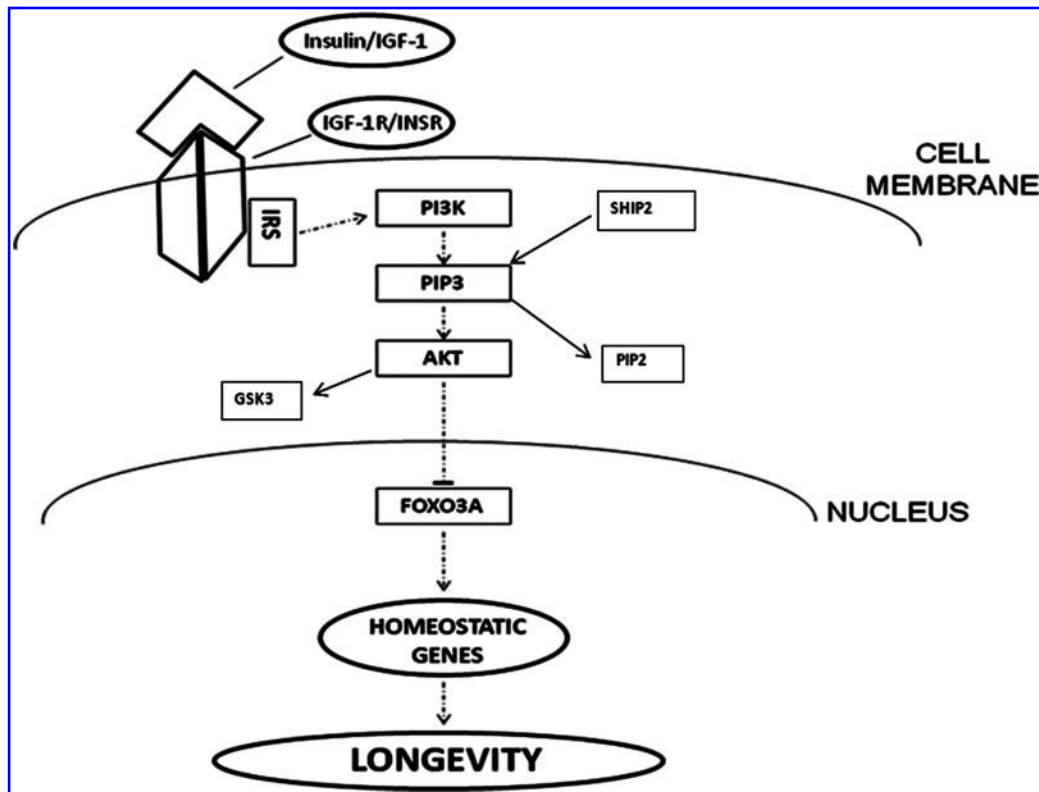 Insulin/IGF-1
IGF-1R/INSR
CELL
MEMBRANE
IRS
PI3K
SHIP2
PIP3
AKT
PIP2
GSK3
FOXO3A
NUCLEUS
HOMEOSTATIC
GENES
LONGEVITY